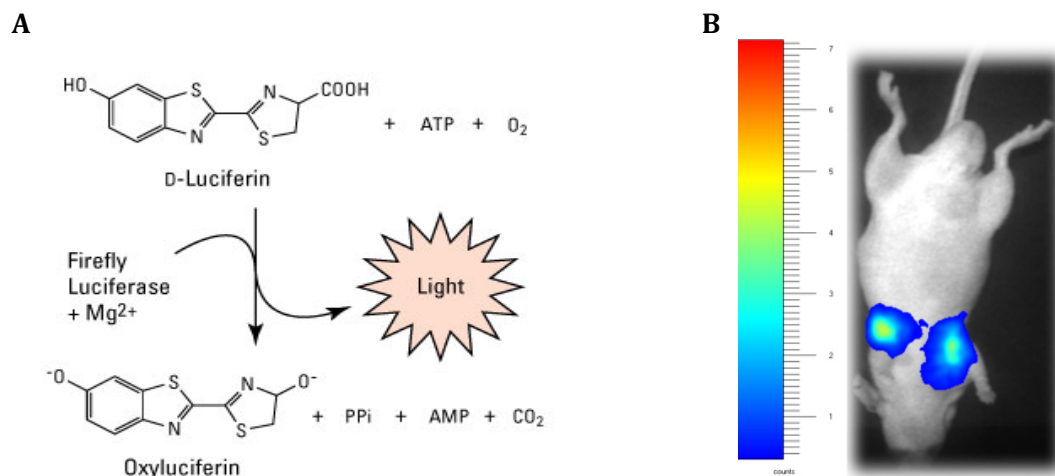 A
HO
S
N
N
S
COOH
+ ATP + O₂
D-Luciferin
Firefly
Luciferase
+ Mg2+
Light
⁻O
S
N
N
S
O⁻
+ PPi + AMP + CO₂
Oxyluciferin
B
7
6
5
4
3
2
1
counts